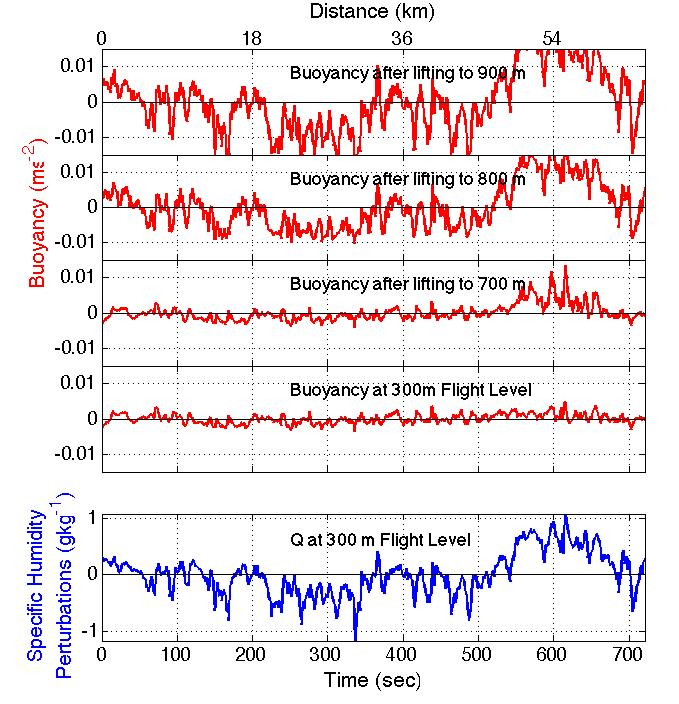 Distance (km)
0 18 36 54
0.01
0
-0.01
Buoyancy after lifting to 900 m
0.01
0
-0.01
Buoyancy after lifting to 800 m
0.01
0
-0.01
Buoyancy after lifting to 700 m
0.01
0
-0.01
Buoyancy at 300m Flight Level
Buoyancy (ms-2)
1
0
-1
Q at 300 m Flight Level
Specific Humidity
Perturbations (gkg-1)
0 100 200 300 400 500 600 700
Time (sec)